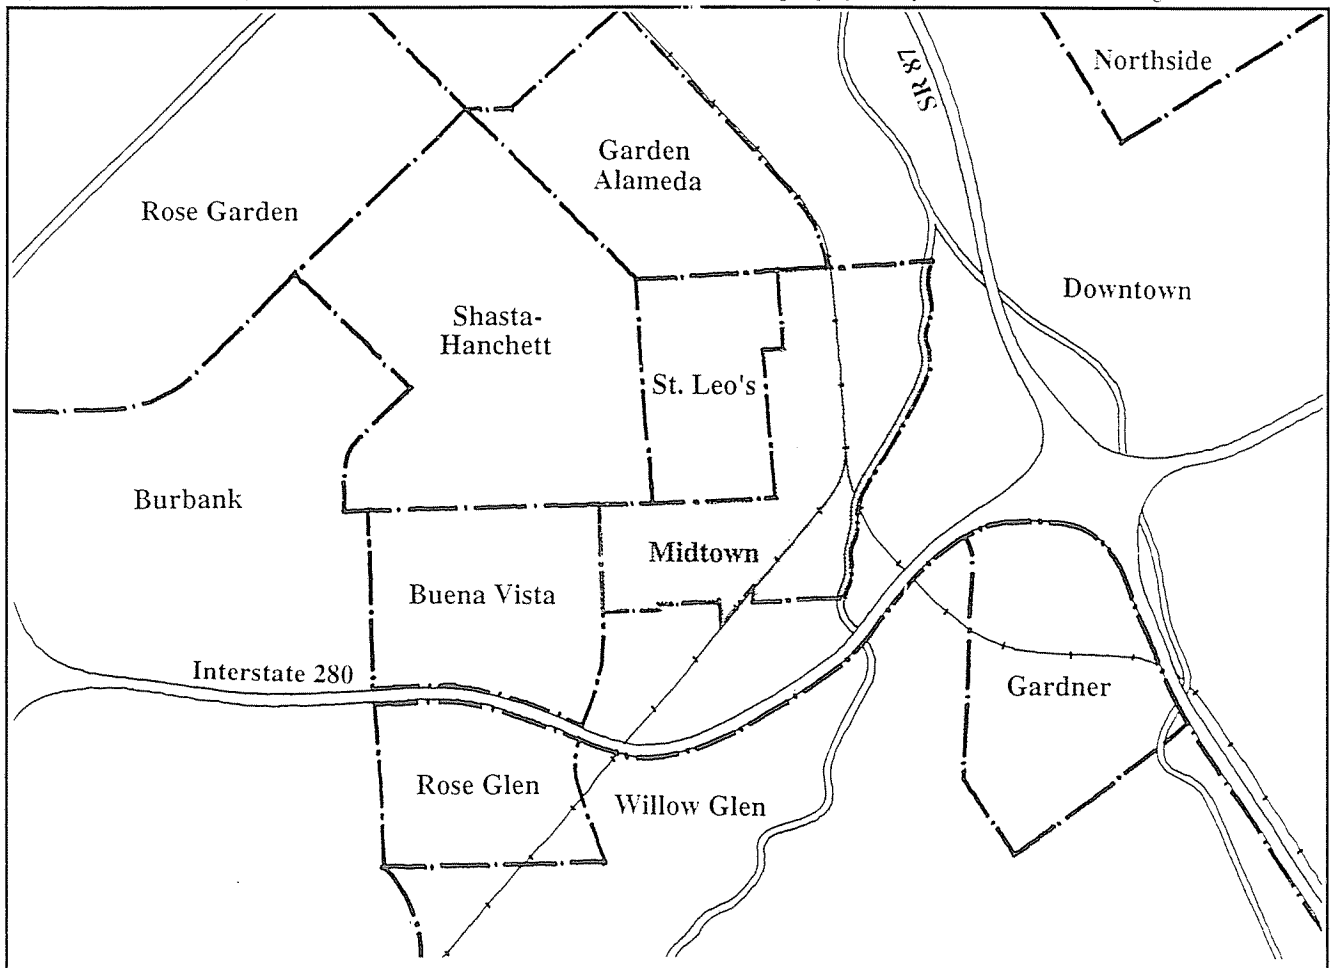 Northside
SR 87
Garden
Alameda
Rose Garden
Downtown
Shasta-
Hanchett
St. Leo's
Burbank
Midtown
Buena Vista
Interstate 280
Gardner
Rose Glen
Willow Glen